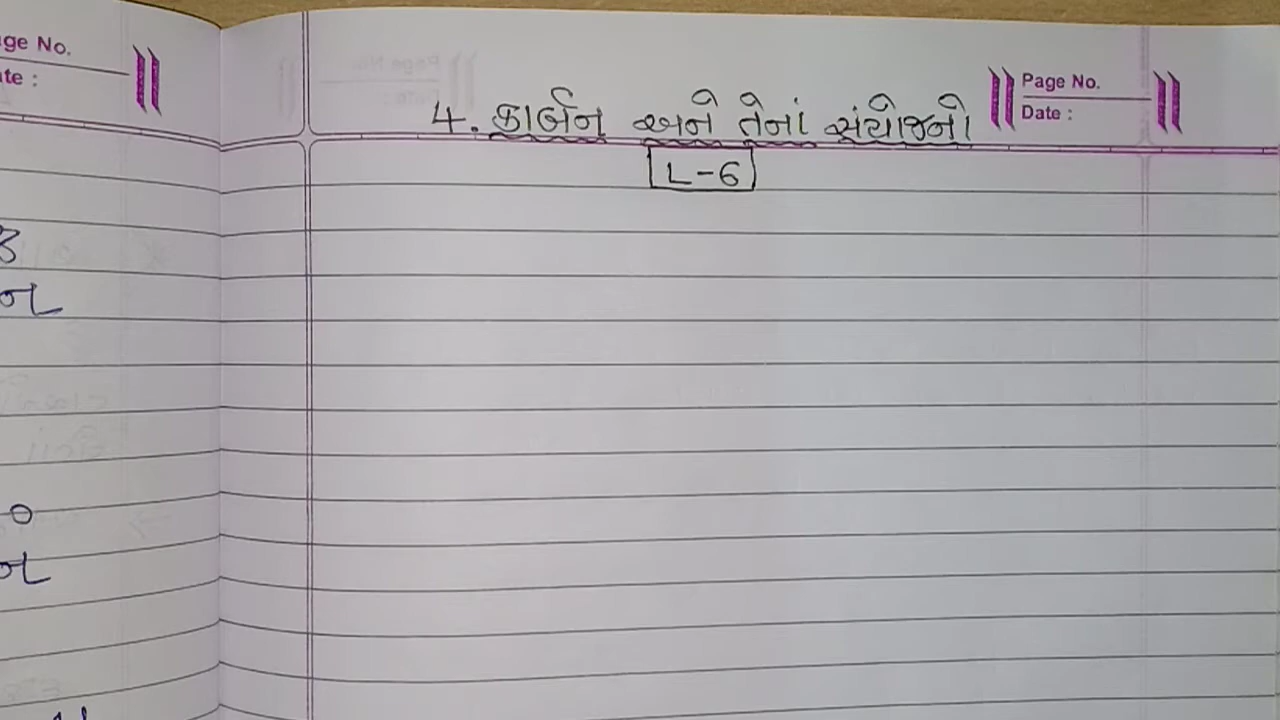 Page No.
Date :
4. કાર્બન અને તેનાં સંયોજનો
L-6